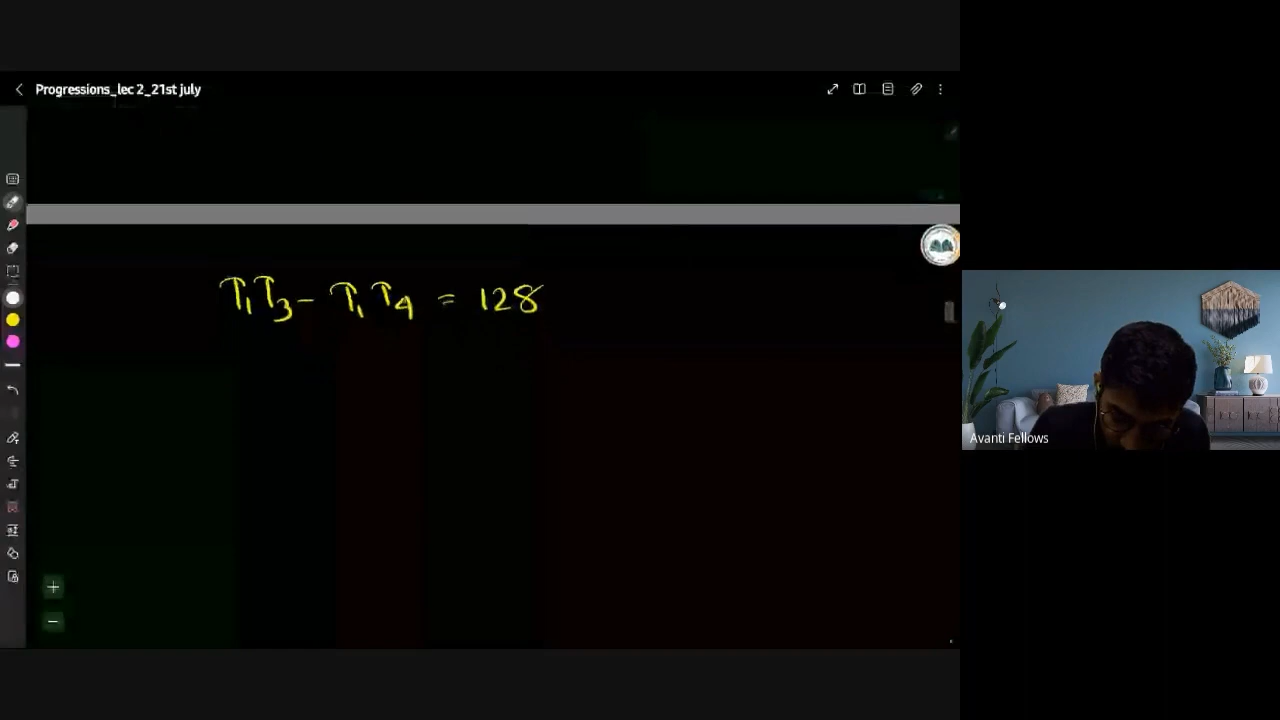 Progressions_lec 2_21st july
T₁T₃ - T₁T₄ = 128
Avanti Fellows